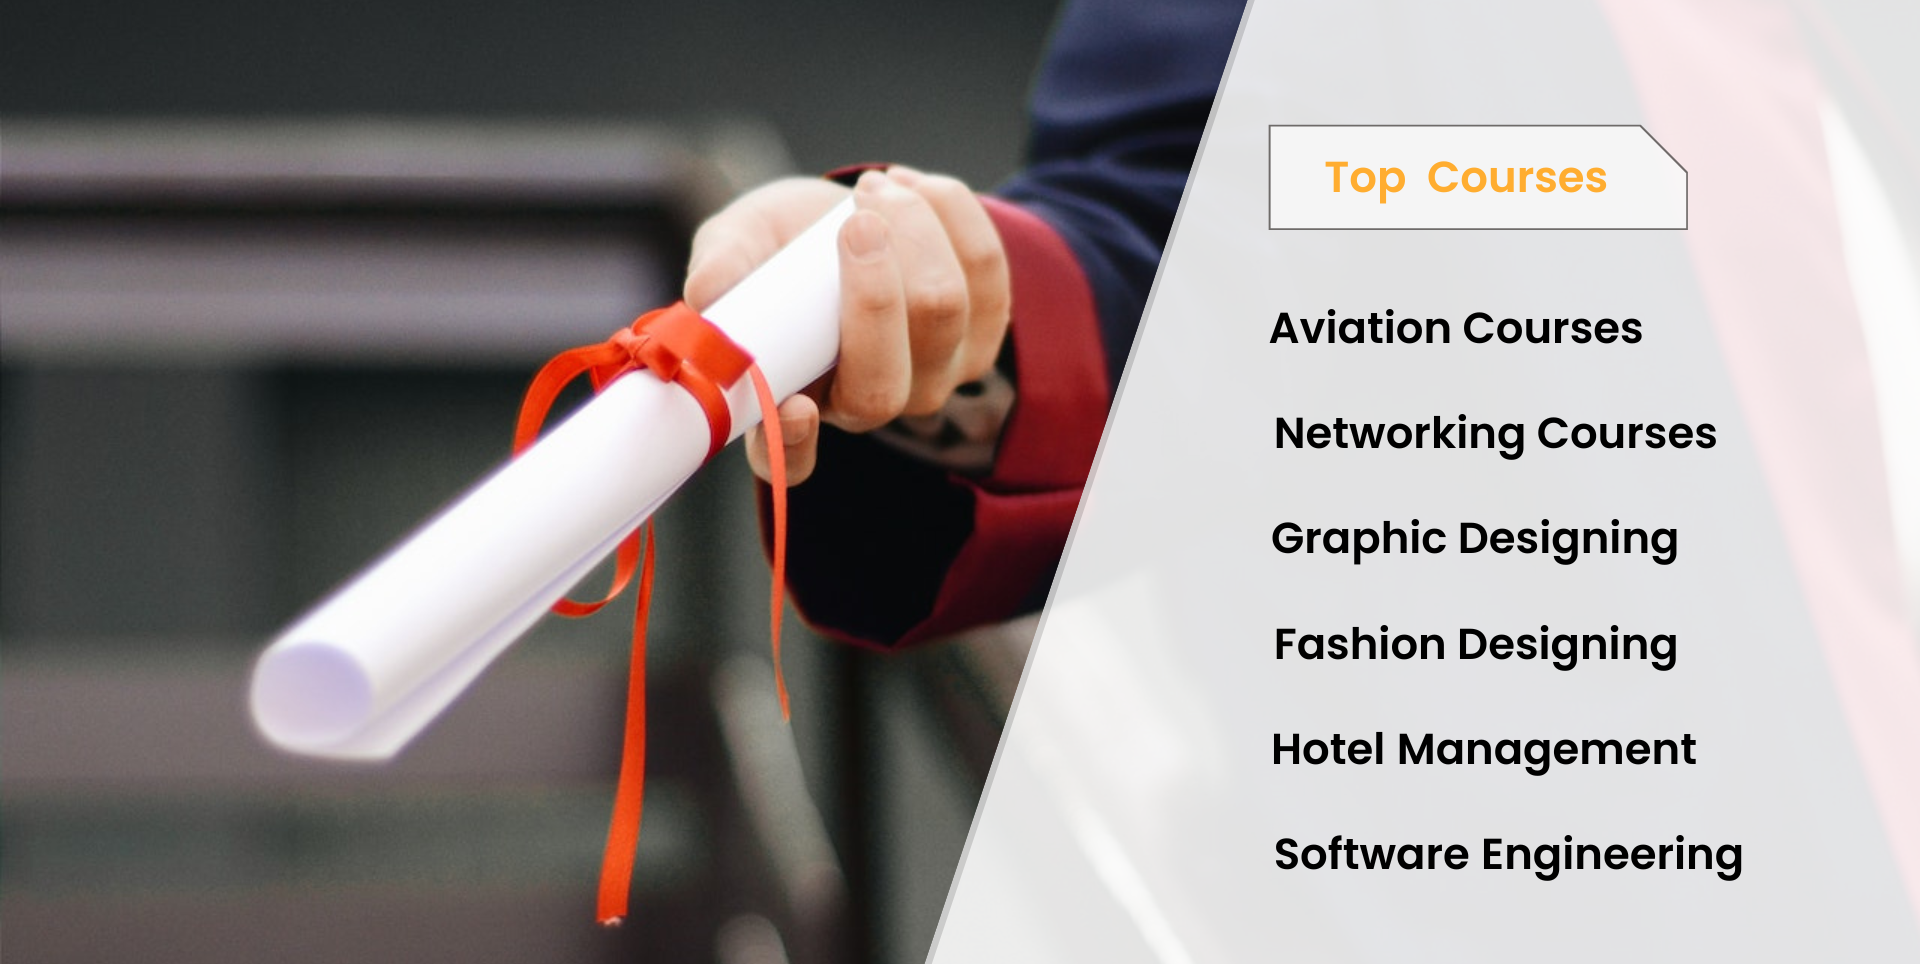 Top Courses
Aviation Courses
Networking Courses
Graphic Designing
Fashion Designing
Hotel Management
Software Engineering